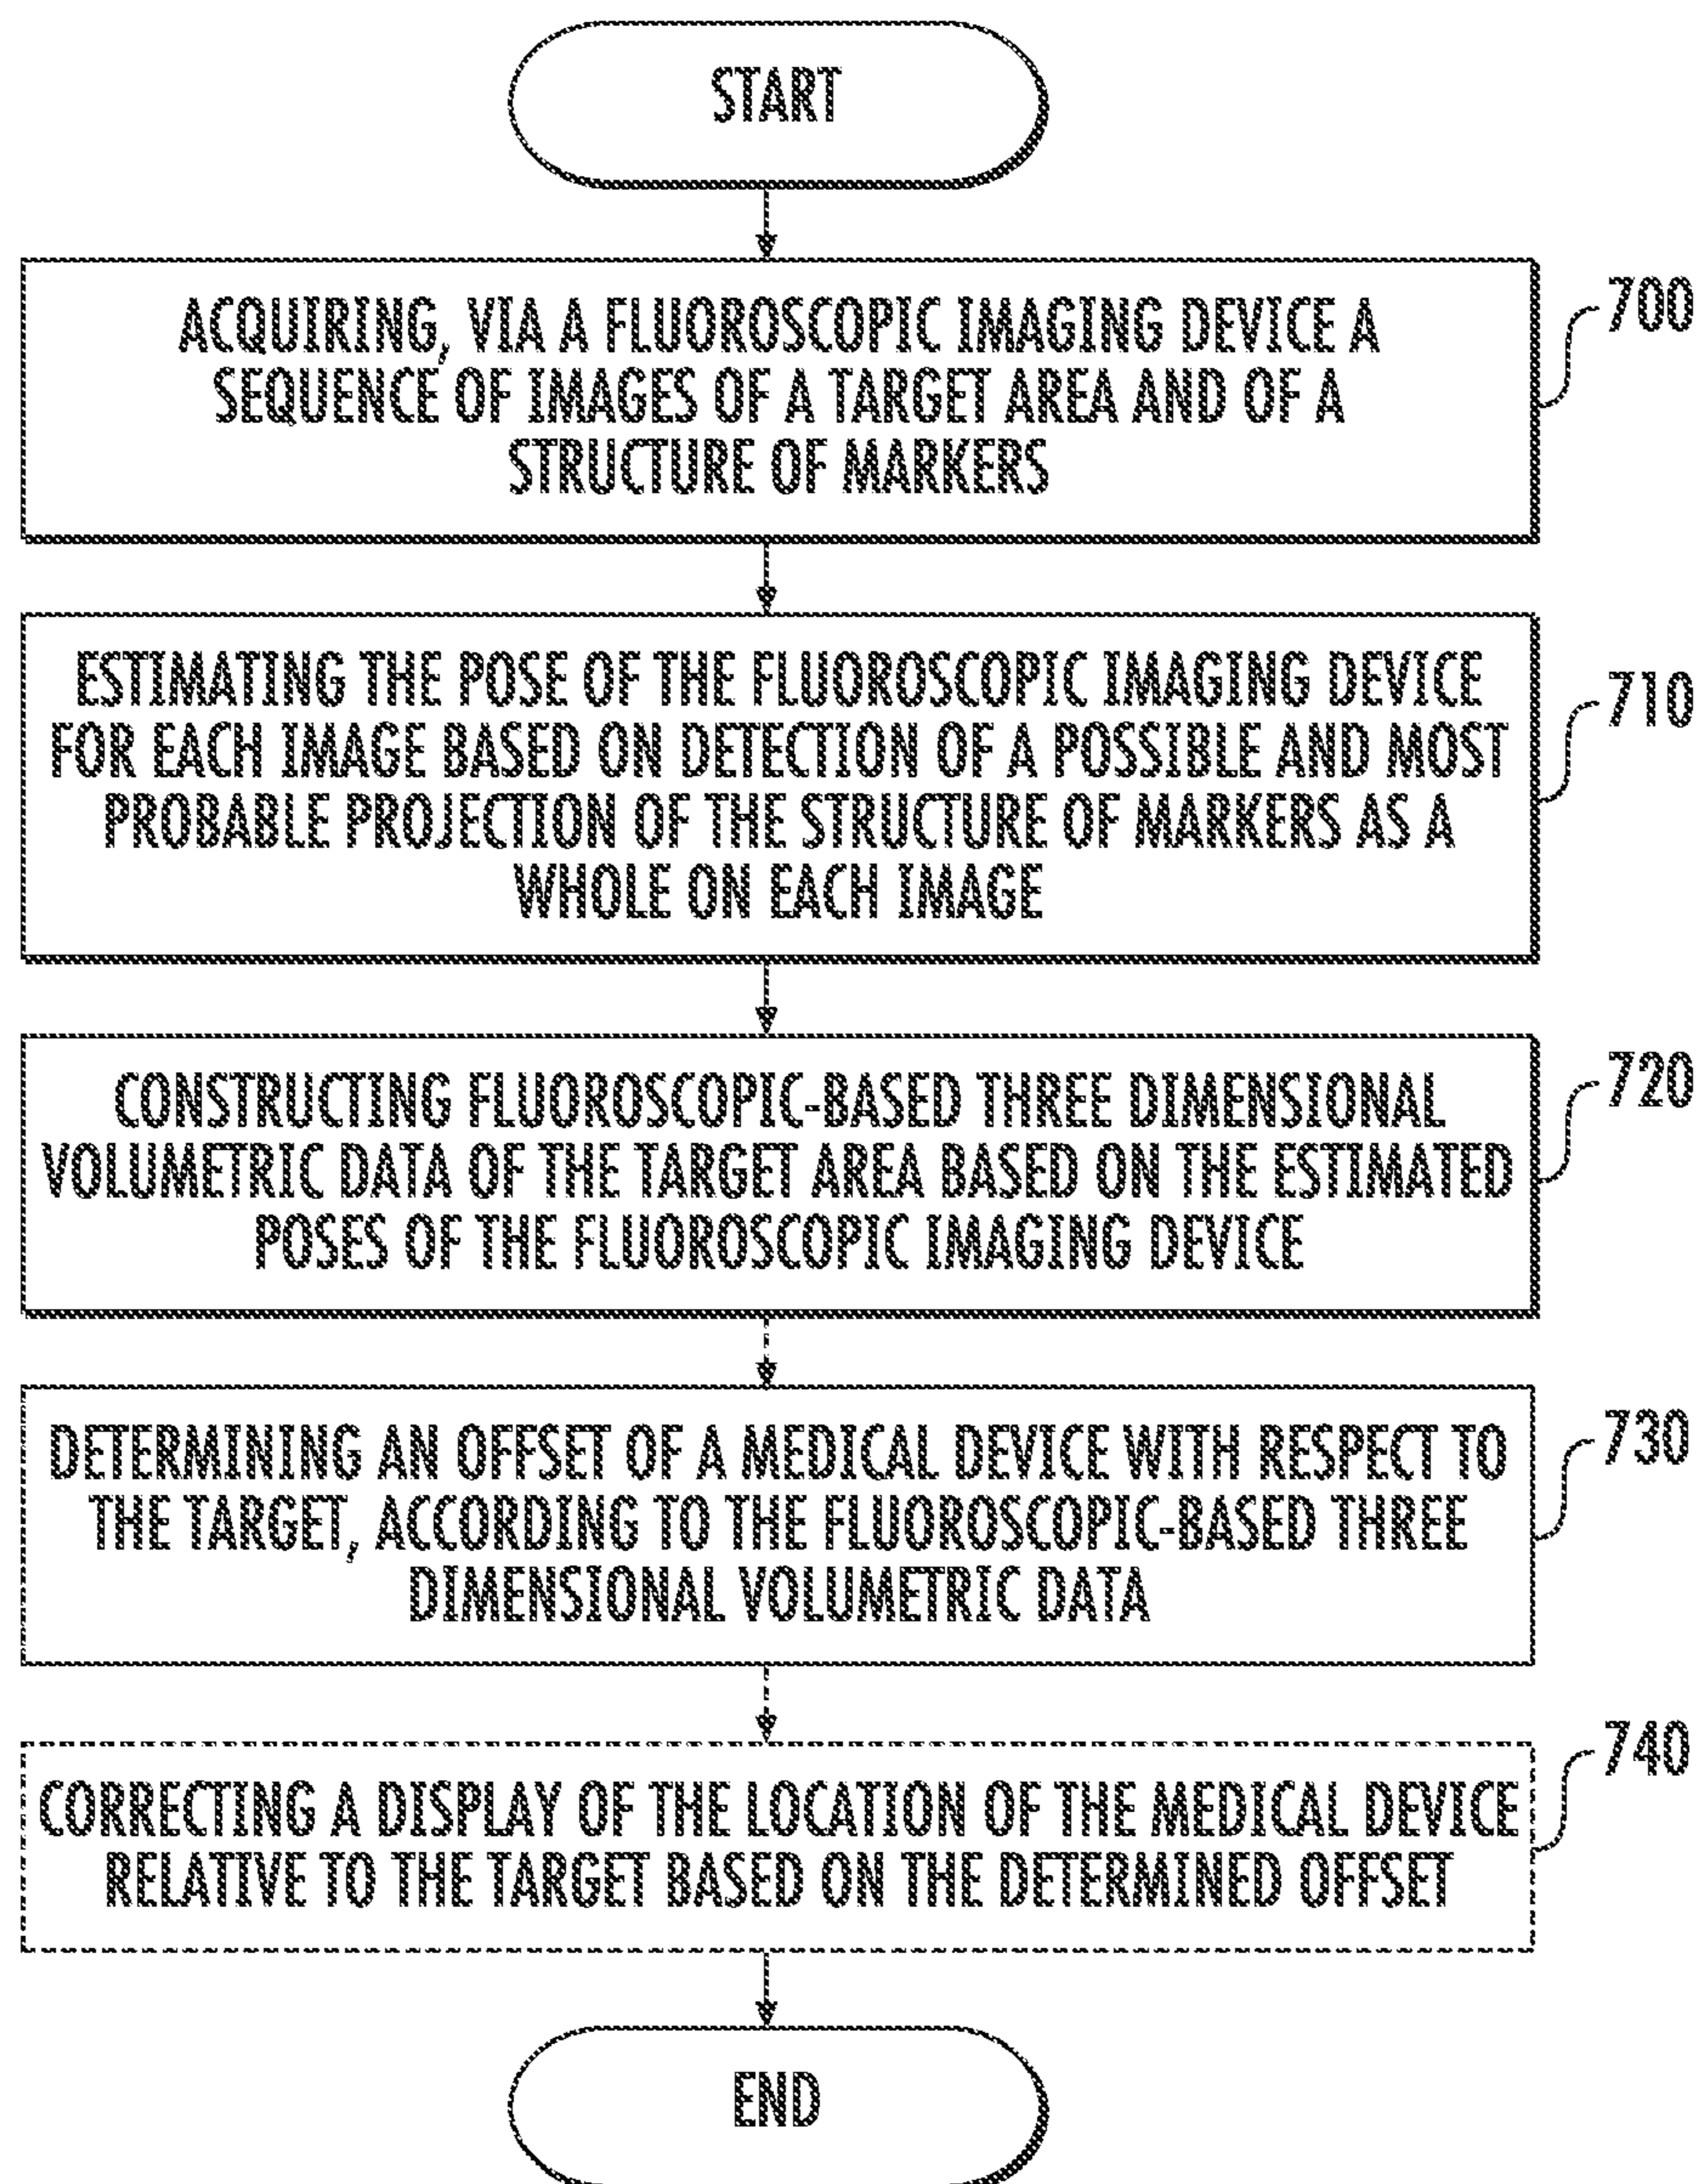 START
ACQUIRING, VIA A FLUOROSCOPIC IMAGING DEVICE A
SEQUENCE OF IMAGES OF A TARGET AREA AND OF A
STRUCTURE OF MARKERS
700
ESTIMATING THE POSE OF THE FLUOROSCOPIC IMAGING DEVICE
FOR EACH IMAGE BASED ON DETECTION OF A POSSIBLE AND MOST
PROBABLE PROJECTION OF THE STRUCTURE OF MARKERS AS A
WHOLE ON EACH IMAGE
710
CONSTRUCTING FLUOROSCOPIC-BASED THREE DIMENSIONAL
VOLUMETRIC DATA OF THE TARGET AREA BASED ON THE ESTIMATED
POSES OF THE FLUOROSCOPIC IMAGING DEVICE
720
DETERMINING AN OFFSET OF A MEDICAL DEVICE WITH RESPECT TO
THE TARGET, ACCORDING TO THE FLUOROSCOPIC-BASED THREE
DIMENSIONAL VOLUMETRIC DATA
730
CORRECTING A DISPLAY OF THE LOCATION OF THE MEDICAL DEVICE
RELATIVE TO THE TARGET BASED ON THE DETERMINED OFFSET
740
END